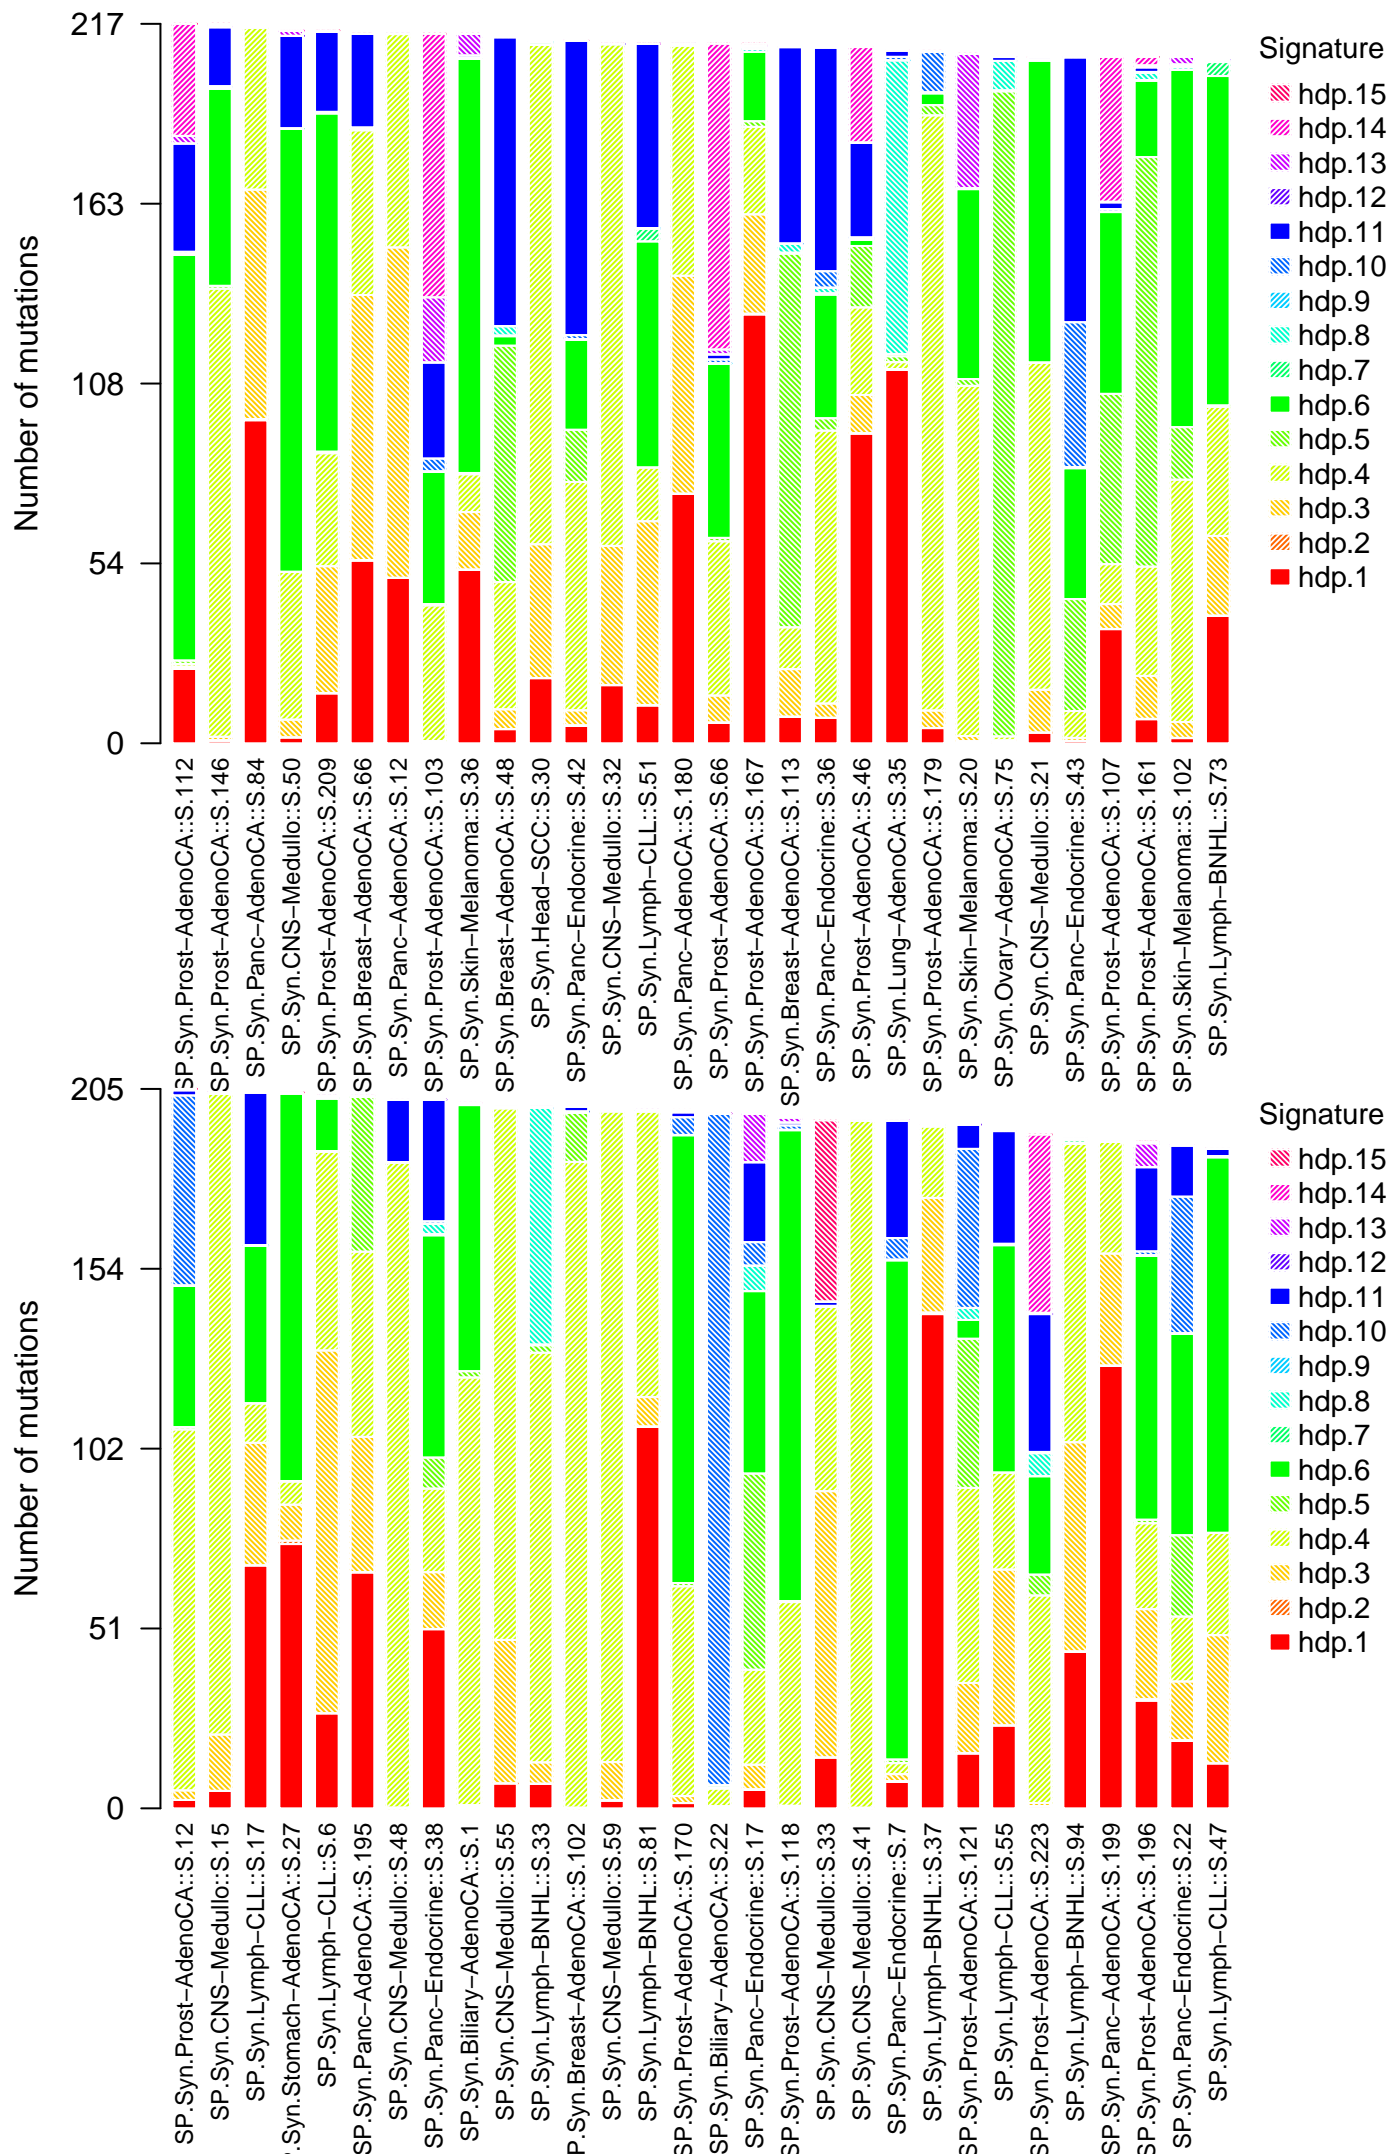 217
163
108
54
0
Number of mutations
Signature
hdp.15
hdp.14
hdp.13
hdp.12
hdp.11
hdp.10
hdp.9
hdp.8
hdp.7
hdp.6
hdp.5
hdp.4
hdp.3
hdp.2
hdp.1
SP.Syn.Prost−AdenoCA::S.112
SP.Syn.Prost−AdenoCA::S.146
SP.Syn.Panc−AdenoCA::S.84
SP.Syn.CNS−Medullo::S.50
SP.Syn.Prost−AdenoCA::S.209
SP.Syn.Breast−AdenoCA::S.66
SP.Syn.Panc−AdenoCA::S.12
SP.Syn.Prost−AdenoCA::S.103
SP.Syn.Skin−Melanoma::S.36
SP.Syn.Breast−AdenoCA::S.48
SP.Syn.Head−SCC::S.30
SP.Syn.Panc−Endocrine::S.42
SP.Syn.CNS−Medullo::S.32
SP.Syn.Lymph−CLL::S.51
SP.Syn.Panc−AdenoCA::S.180
SP.Syn.Prost−AdenoCA::S.66
SP.Syn.Prost−AdenoCA::S.167
SP.Syn.Breast−AdenoCA::S.113
SP.Syn.Panc−Endocrine::S.36
SP.Syn.Prost−AdenoCA::S.46
SP.Syn.Lung−AdenoCA::S.35
SP.Syn.Prost−AdenoCA::S.179
SP.Syn.Skin−Melanoma::S.20
SP.Syn.Ovary−AdenoCA::S.75
SP.Syn.CNS−Medullo::S.21
SP.Syn.Panc−Endocrine::S.43
SP.Syn.Prost−AdenoCA::S.107
SP.Syn.Prost−AdenoCA::S.161
SP.Syn.Skin−Melanoma::S.102
SP.Syn.Lymph−BNHL::S.73
205
154
102
51
0
Number of mutations
Signature
hdp.15
hdp.14
hdp.13
hdp.12
hdp.11
hdp.10
hdp.9
hdp.8
hdp.7
hdp.6
hdp.5
hdp.4
hdp.3
hdp.2
hdp.1
SP.Syn.Prost−AdenoCA::S.12
SP.Syn.CNS−Medullo::S.15
SP.Syn.Lymph−CLL::S.17
P.Syn.Stomach−AdenoCA::S.27
SP.Syn.Lymph−CLL::S.6
SP.Syn.Panc−AdenoCA::S.195
SP.Syn.CNS−Medullo::S.48
SP.Syn.Panc−Endocrine::S.38
SP.Syn.Biliary−AdenoCA::S.1
SP.Syn.CNS−Medullo::S.55
SP.Syn.Lymph−BNHL::S.33
SP.Syn.Breast−AdenoCA::S.102
SP.Syn.CNS−Medullo::S.59
SP.Syn.Lymph−BNHL::S.81
SP.Syn.Prost−AdenoCA::S.170
SP.Syn.Biliary−AdenoCA::S.22
SP.Syn.Panc−Endocrine::S.17
SP.Syn.Prost−AdenoCA::S.118
SP.Syn.CNS−Medullo::S.33
SP.Syn.CNS−Medullo::S.41
SP.Syn.Panc−Endocrine::S.7
SP.Syn.Lymph−BNHL::S.37
SP.Syn.Prost−AdenoCA::S.121
SP.Syn.Lymph−CLL::S.55
SP.Syn.Prost−AdenoCA::S.223
SP.Syn.Lymph−BNHL::S.94
SP.Syn.Panc−AdenoCA::S.199
SP.Syn.Prost−AdenoCA::S.196
SP.Syn.Panc−Endocrine::S.22
SP.Syn.Lymph−CLL::S.47